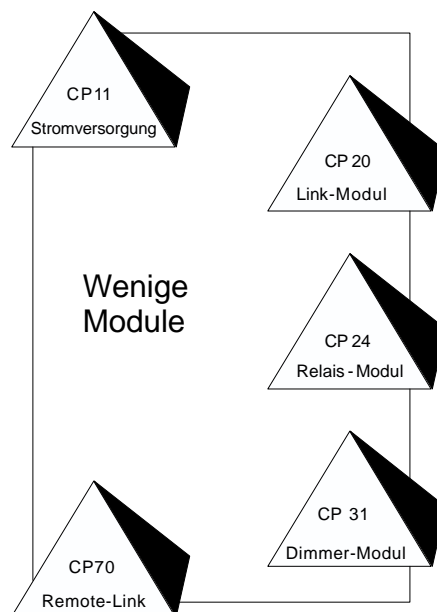 CP11
Stromversorgung
CP 20
Link-Modul
Wenige
Module
CP 24
Relais-Modul
CP 31
Dimmer-Modul
CP70
Remote-Link